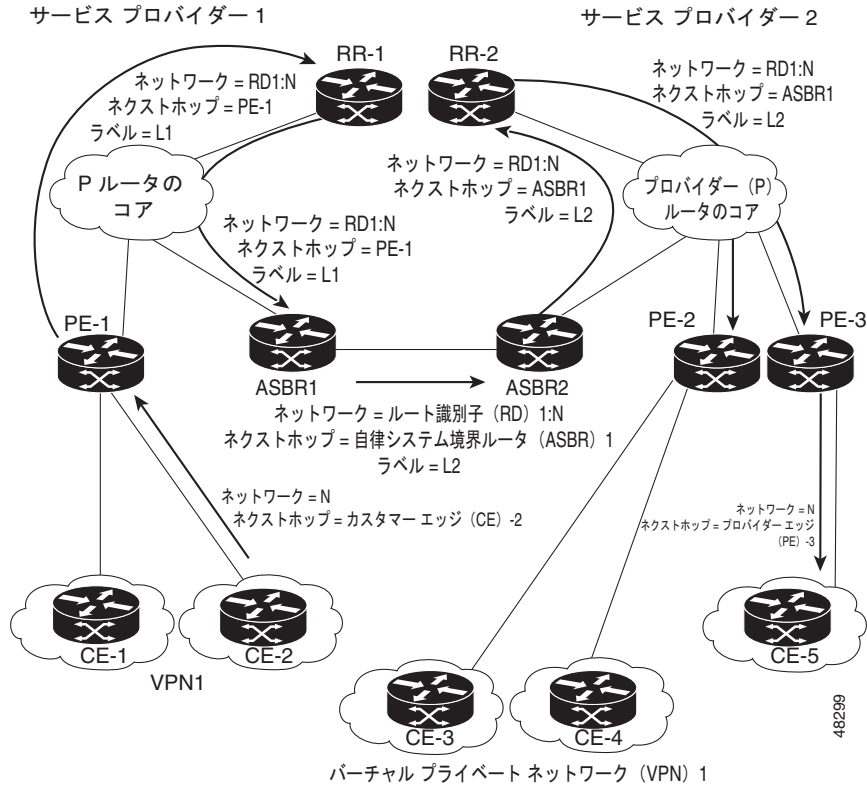 サービス プロバイダー 1
サービス プロバイダー 2
RR-1
RR-2
ネットワーク = RD1:N
ネクストホップ = PE-1
ラベル = L1
ネットワーク = RD1:N
ネクストホップ = ASBR1
ラベル = L2
ネットワーク = RD1:N
ネクストホップ = ASBR1
ラベル = L2
P ルータの
コア
プロバイダー（P）
ルータのコア
ネットワーク = RD1:N
ネクストホップ = PE-1
ラベル = L1
PE-1
ASBR1
ASBR2
PE-2
PE-3
ネットワーク = ルート識別子（RD）1:N
ネクストホップ = 自律システム境界ルータ（ASBR）1
ラベル = L2
ネットワーク = N
ネクストホップ = カスタマー エッジ（CE）-2
ネットワーク = N
ネクストホップ = プロバイダー エッジ
（PE）-3
CE-1
CE-2
CE-5
VPN1
CE-3
CE-4
48299
バーチャル プライベート ネットワーク（VPN）1